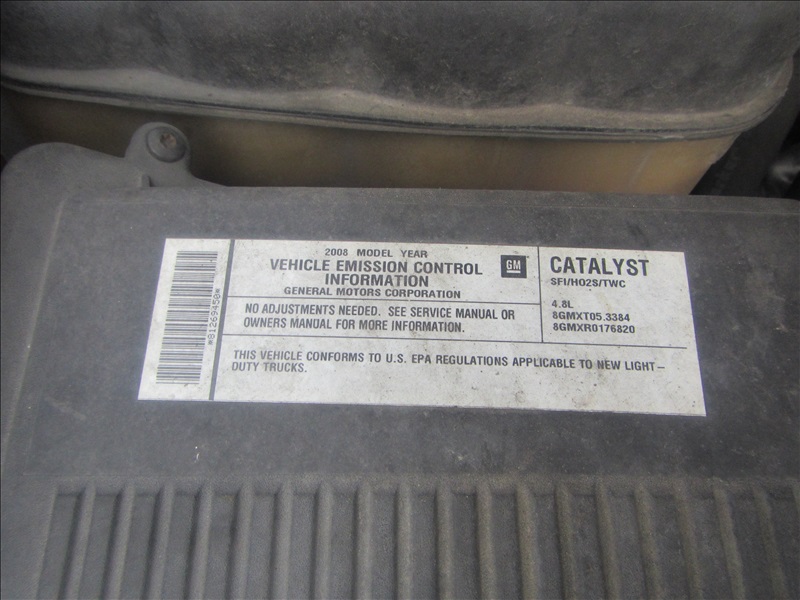 *81269450*
2008 MODEL YEAR
VEHICLE EMISSION CONTROL
INFORMATION
GENERAL MOTORS CORPORATION
GM
NO ADJUSTMENTS NEEDED. SEE SERVICE MANUAL OR
OWNERS MANUAL FOR MORE INFORMATION.
CATALYST
SFI/HO2S/TWC
4.8L
8GMXT05.3384
8GMXR0176820
THIS VEHICLE CONFORMS TO U.S. EPA REGULATIONS APPLICABLE TO NEW LIGHT-
DUTY TRUCKS.